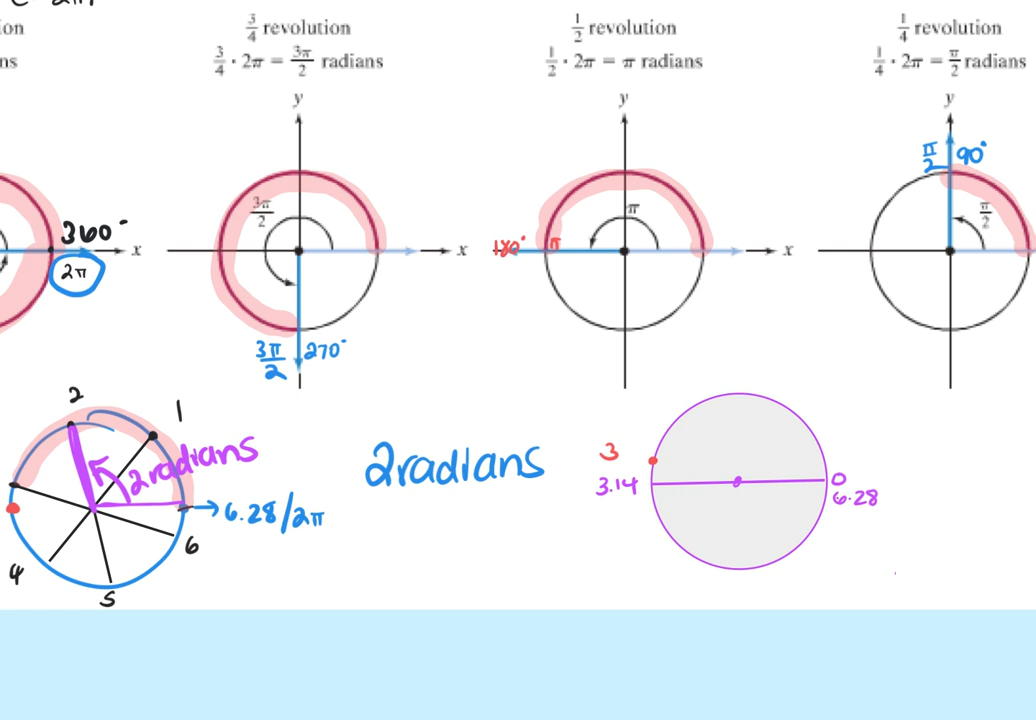 ion
ns
3/4 revolution
3/4 · 2π = 3π/2 radians
1/2 revolution
1/2 · 2π = π radians
1/4 revolution
1/4 · 2π = π/2 radians
y
y
y
π/2 90°
3π/2
π
π/2
360°
x
x
180° π
x
2π
3π/2 270°
2
1
2radians
2radians
3
3.14
0
6.28
6.28/2π
6
4
5